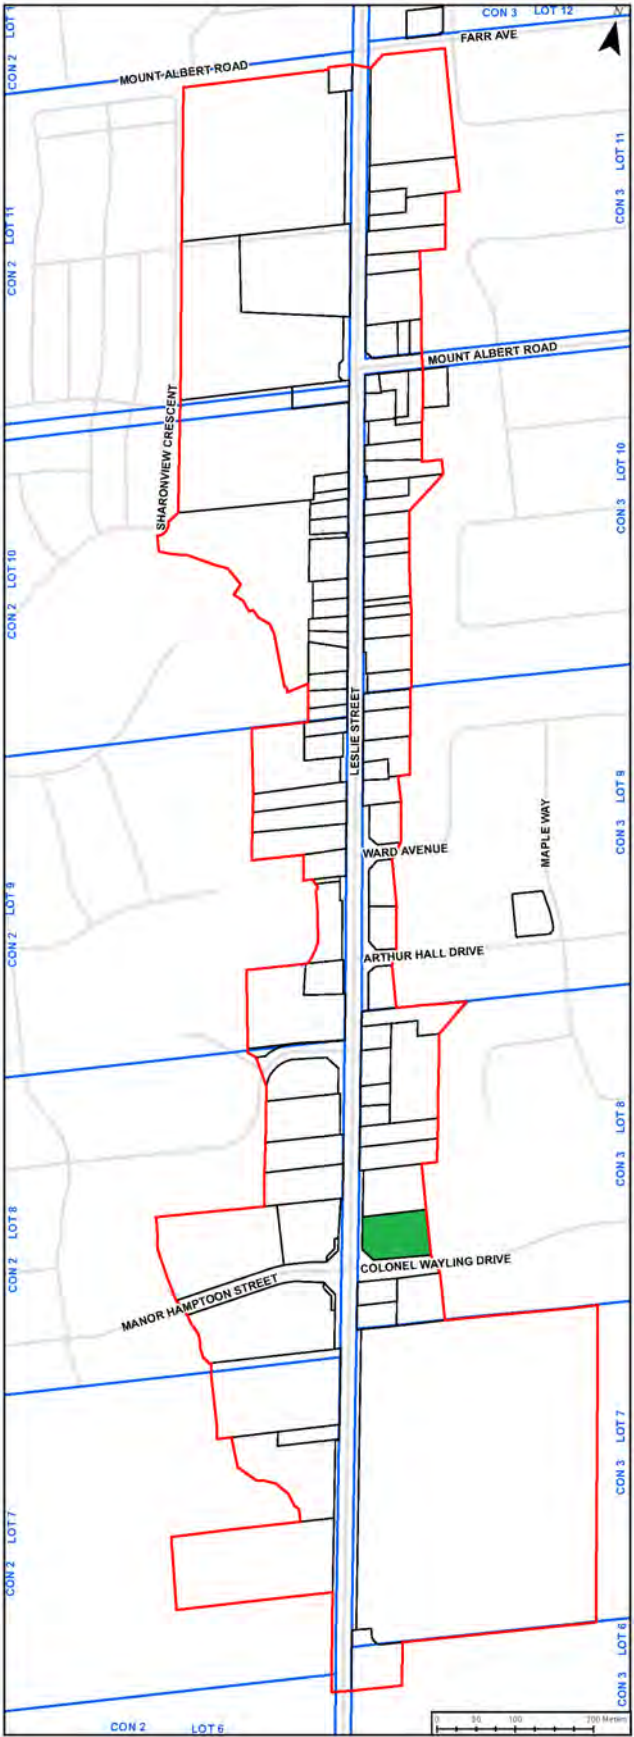 CON 3 LOT 12
N
CON 2 LOT 1
FARR AVE
MOUNT ALBERT ROAD
CON 3 LOT 11
CON 2 LOT 11
MOUNT ALBERT ROAD
SHARONVIEW CRESCENT
CON 3 LOT 10
CON 2 LOT 10
LESLIE STREET
CON 3 LOT 9
MAPLE WAY
WARD AVENUE
CON 2 LOT 9
ARTHUR HALL DRIVE
CON 3 LOT 8
CON 2 LOT 8
COLONEL WAYLING DRIVE
MANOR HAMPTOON STREET
CON 3 LOT 7
CON 2 LOT 7
CON 3 LOT 6
0 50 100 200 Meters
CON 2 LOT 6